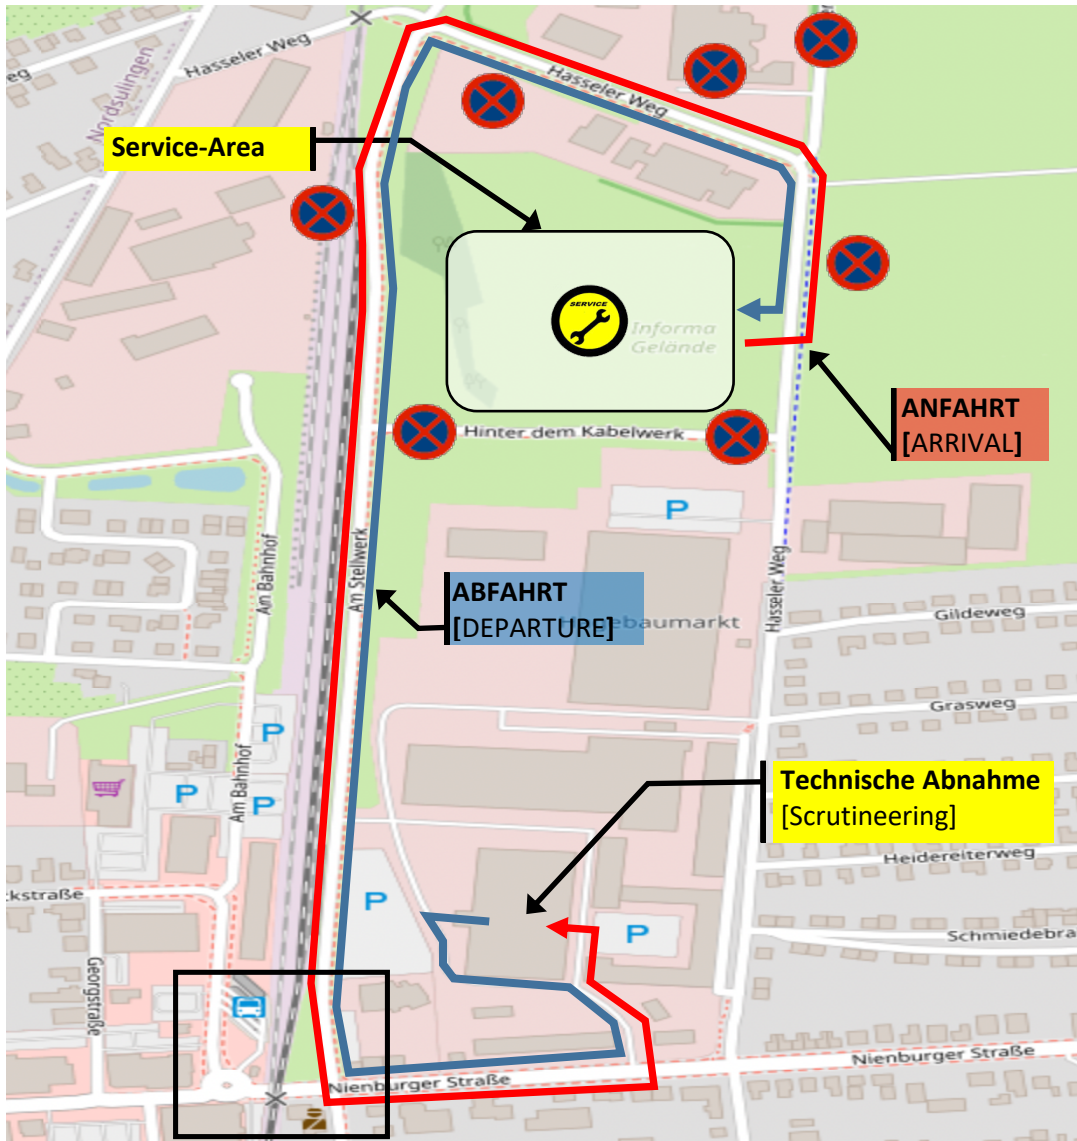 Hasseler Weg
eg
Nordsulingen
Hasseler Weg
Service-Area
SERVICE
Informa
Gelände
ANFAHRT
[ARRIVAL]
Hinter dem Kabelwerk
P
Am Bahnhof
Am Stellwerk
Hasseler Weg
ABFAHRT
[DEPARTURE]
ebaumarkt
Gildeweg
Grasweg
P
Am Bahnhof
P
P
Technische Abnahme
[Scrutineering]
Heidereiterweg
ckstraße
P
P
Schmiedebra
Georgstraße
Nienburger Straße
Nienburger Straße